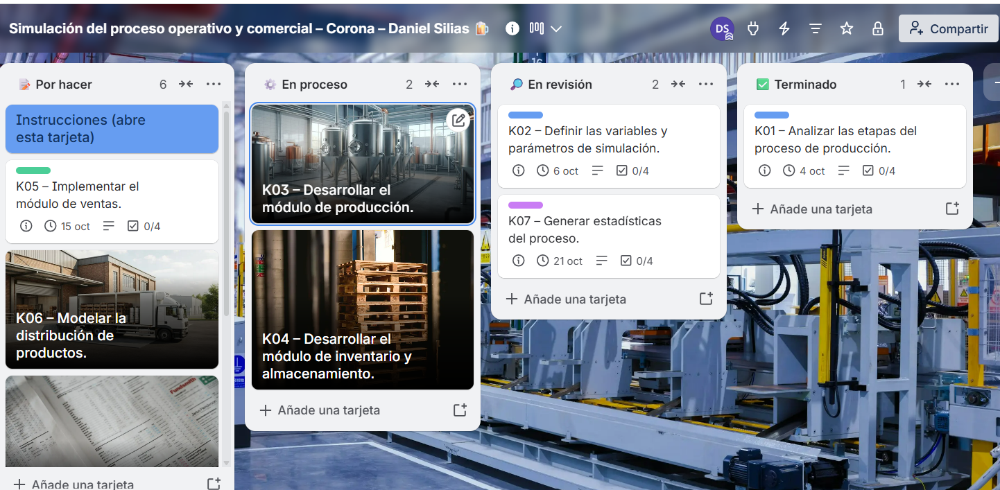 Simulación del proceso operativo y comercial – Corona – Daniel Silias
DS
Compartir
Por hacer 6
Instrucciones (abre
esta tarjeta)
K05 – Implementar el
módulo de ventas.
15 oct 0/4
K06 – Modelar la
distribución de
productos.
Añade una tarjeta
En proceso 2
K03 – Desarrollar el
módulo de producción.
K04 – Desarrollar el
módulo de inventario y
almacenamiento.
Añade una tarjeta
En revisión 2
K02 – Definir las variables y
parámetros de simulación.
6 oct 0/4
K07 – Generar estadísticas
del proceso.
21 oct 0/4
Añade una tarjeta
Terminado 1
K01 – Analizar las etapas del
proceso de producción.
4 oct 0/4
Añade una tarjeta
16